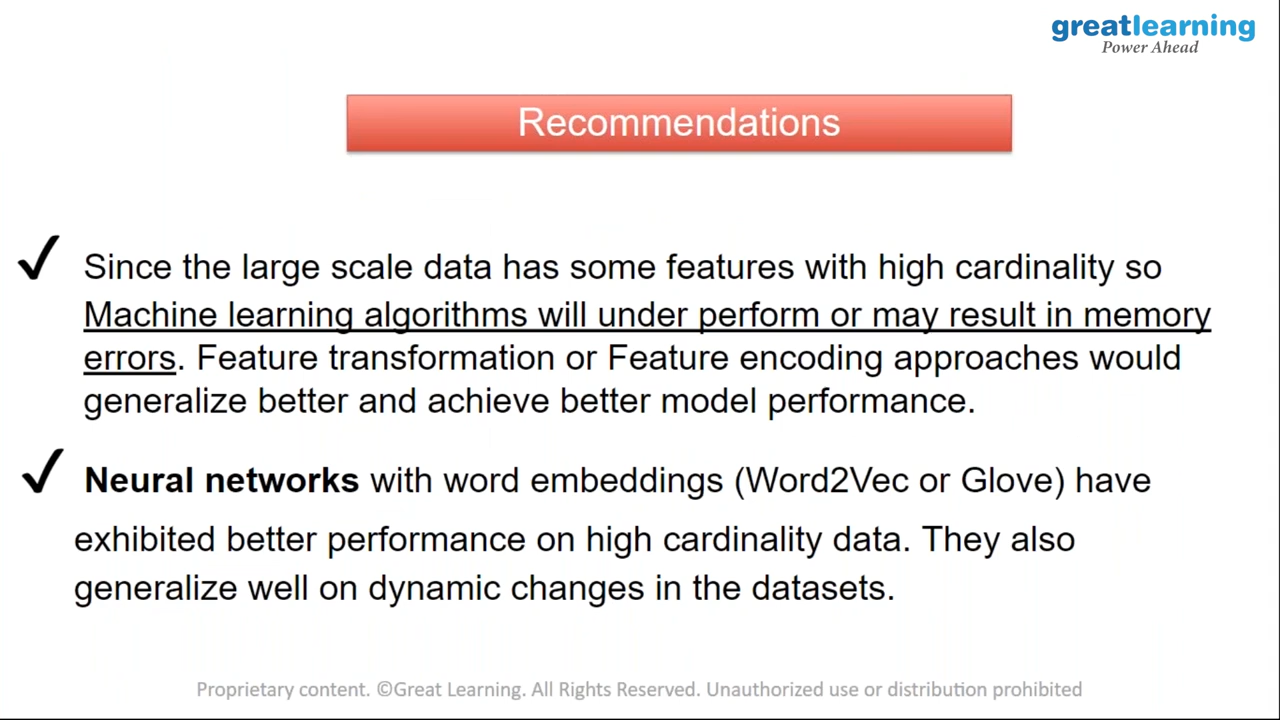 greatlearning
Power Ahead
Recommendations
✓ Since the large scale data has some features with high cardinality so
Machine learning algorithms will under perform or may result in memory
errors. Feature transformation or Feature encoding approaches would
generalize better and achieve better model performance.
✓ Neural networks with word embeddings (Word2Vec or Glove) have
exhibited better performance on high cardinality data. They also
generalize well on dynamic changes in the datasets.
Proprietary content. ©Great Learning. All Rights Reserved. Unauthorized use or distribution prohibited